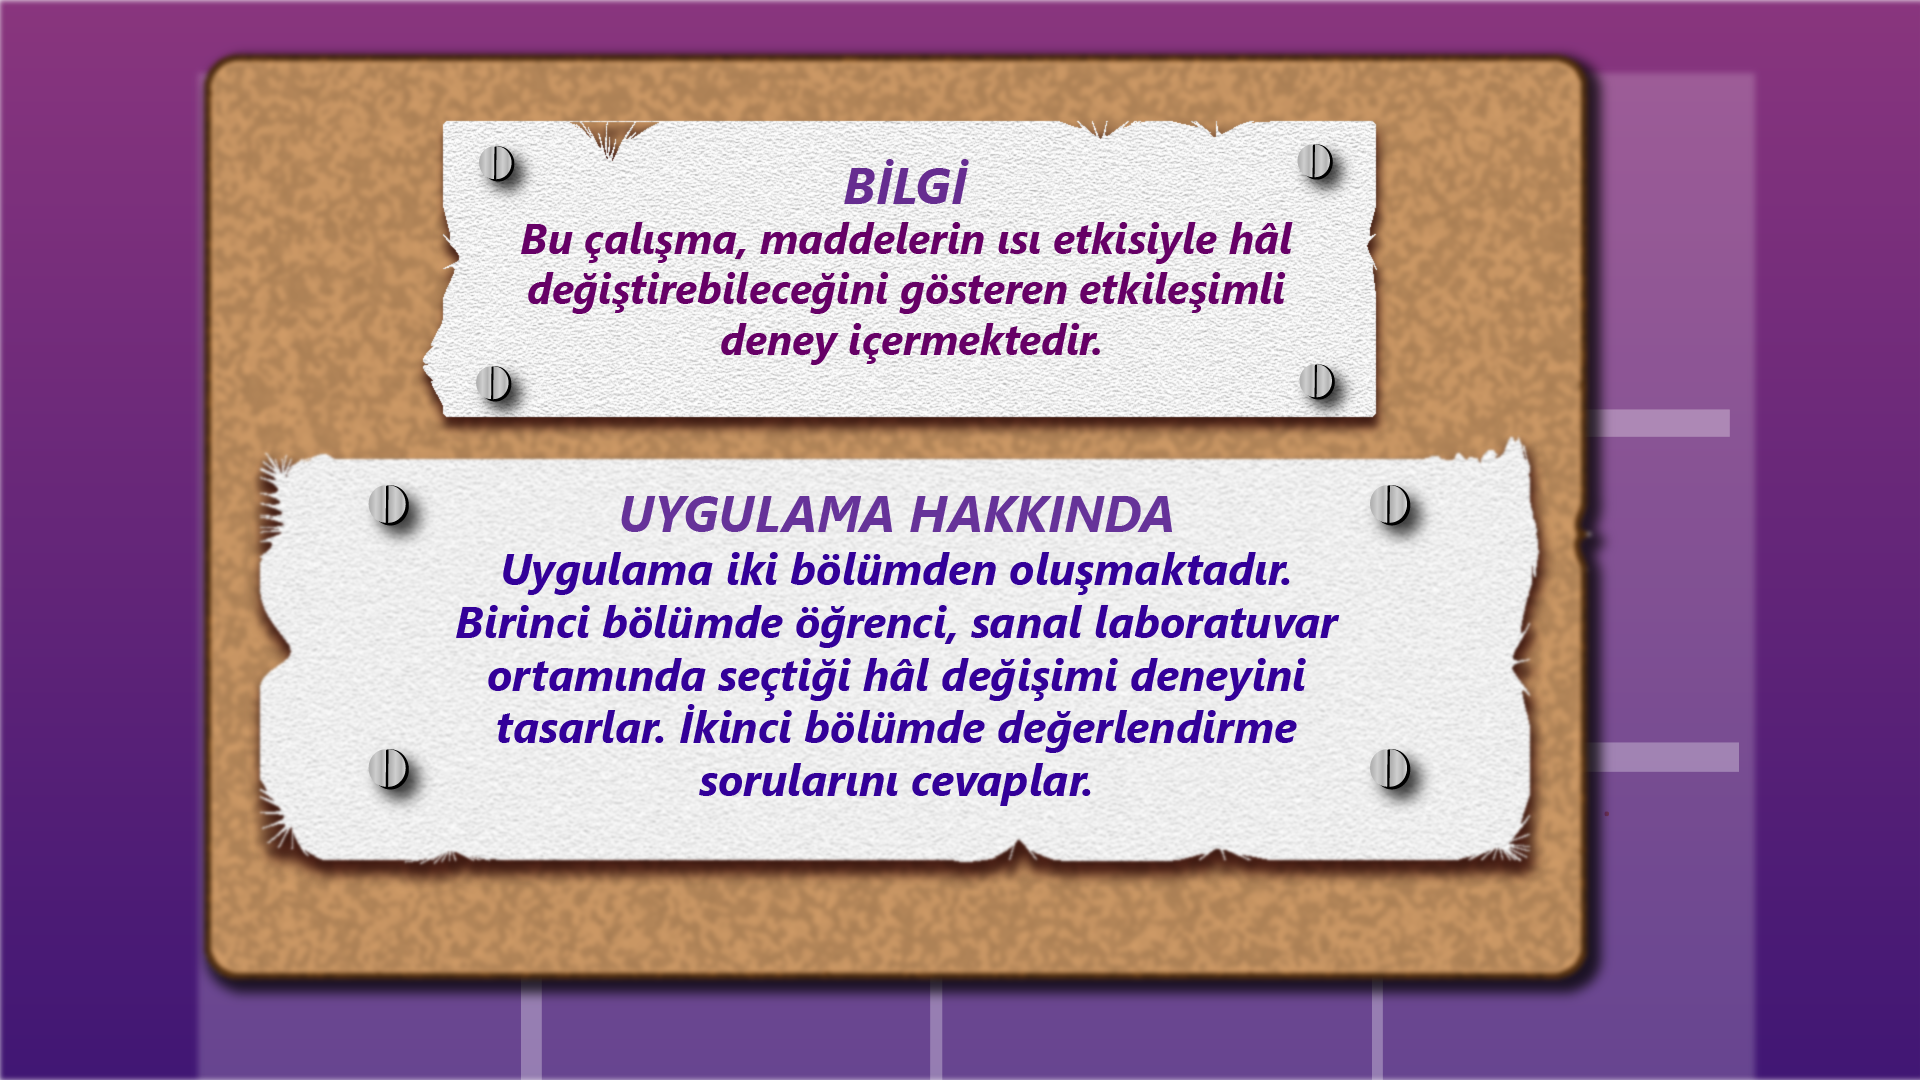 BİLGİ
Bu çalışma, maddelerin ısı etkisiyle hâl
değiştirebileceğini gösteren etkileşimli
deney içermektedir.
UYGULAMA HAKKINDA
Uygulama iki bölümden oluşmaktadır.
Birinci bölümde öğrenci, sanal laboratuvar
ortamında seçtiği hâl değişimi deneyini
tasarlar. İkinci bölümde değerlendirme
sorularını cevaplar.